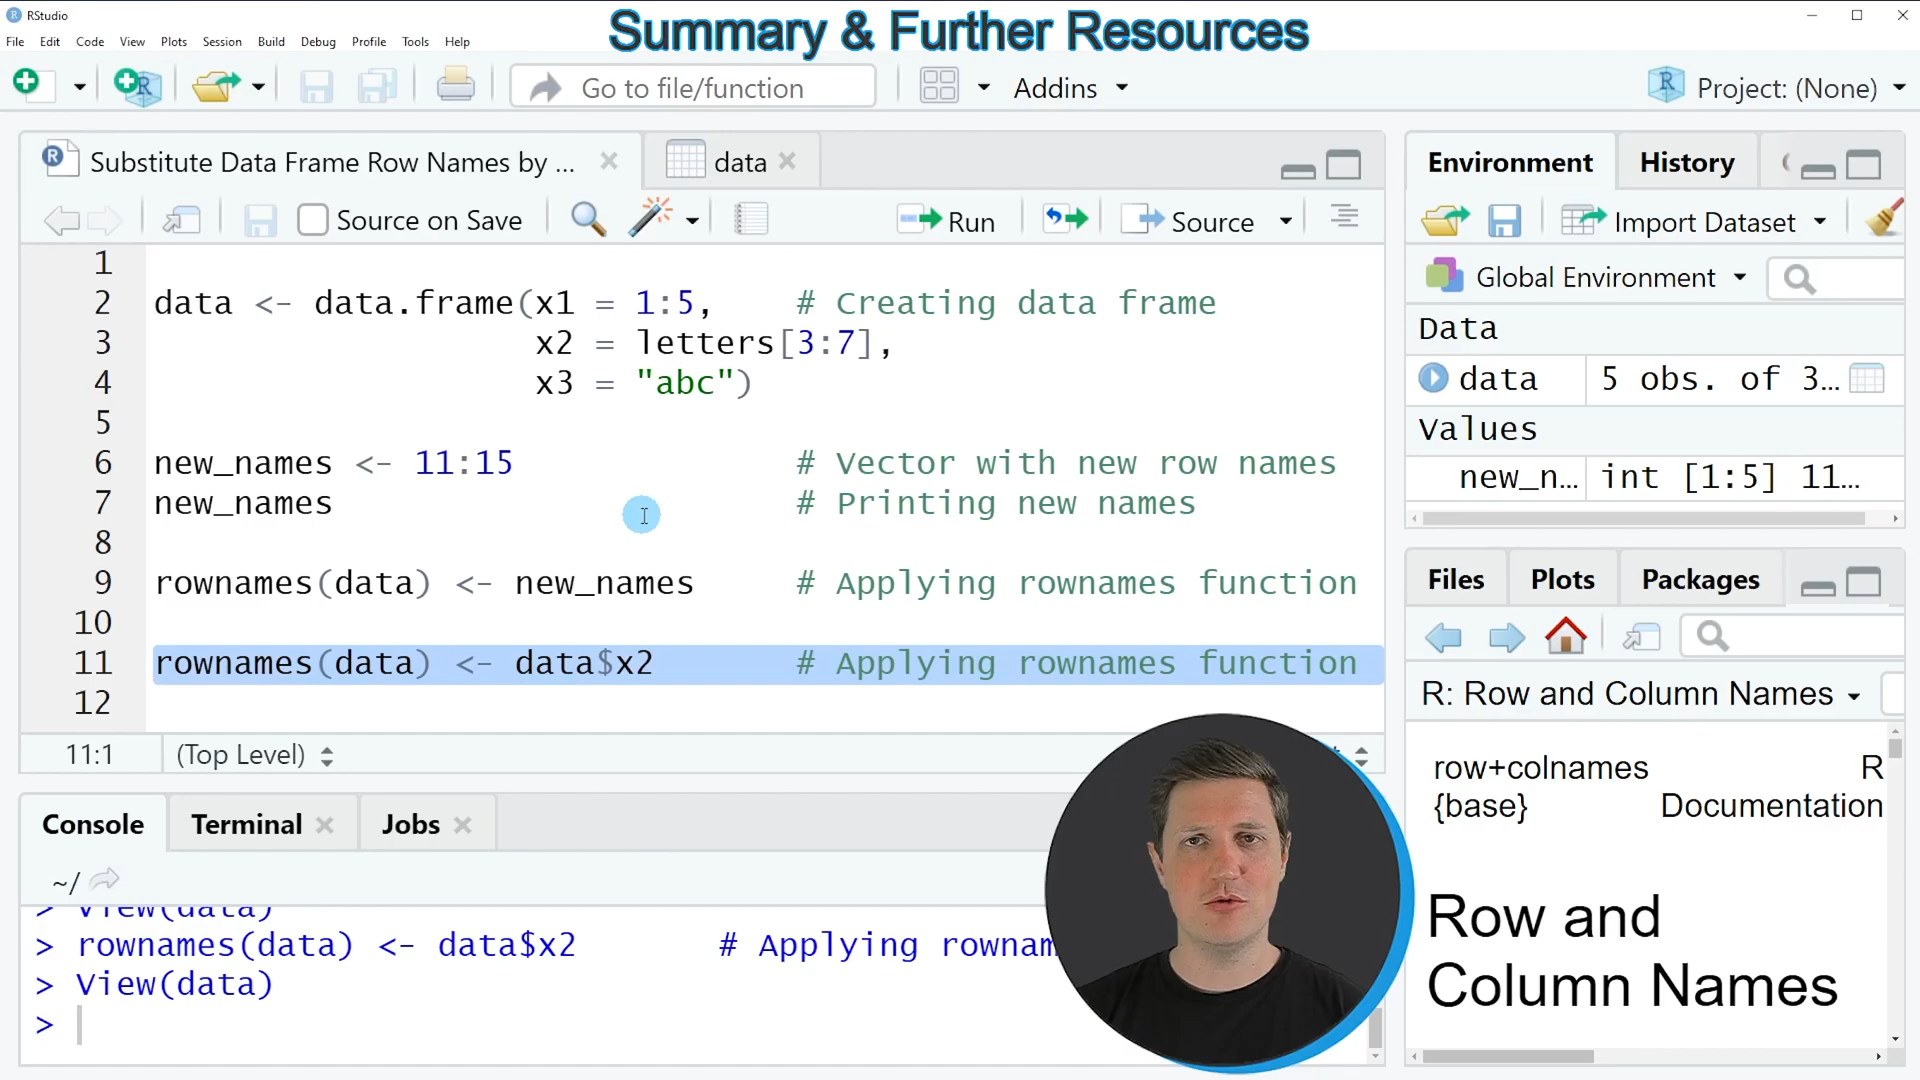 RStudio
Summary & Further Resources
File Edit Code View Plots Session Build Debug Profile Tools Help
Go to file/function
Addins
Project: (None)
Substitute Data Frame Row Names by ...
data
Source on Save
Run
Source
1
2 data <- data.frame(x1 = 1:5, # Creating data frame
3 x2 = letters[3:7],
4 x3 = "abc")
5
6 new_names <- 11:15 # Vector with new row names
7 new_names # Printing new names
8
9 rownames(data) <- new_names # Applying rownames function
10
11 rownames(data) <- data$x2 # Applying rownames function
12
11:1 (Top Level)
Console Terminal Jobs
~/
> View(data)
> rownames(data) <- data$x2 # Applying rownam
> View(data)
>
Environment History
Import Dataset
Global Environment
Data
data 5 obs. of 3...
Values
new_n... int [1:5] 11...
Files Plots Packages
R: Row and Column Names
row+colnames R
{base} Documentation
Row and
Column Names